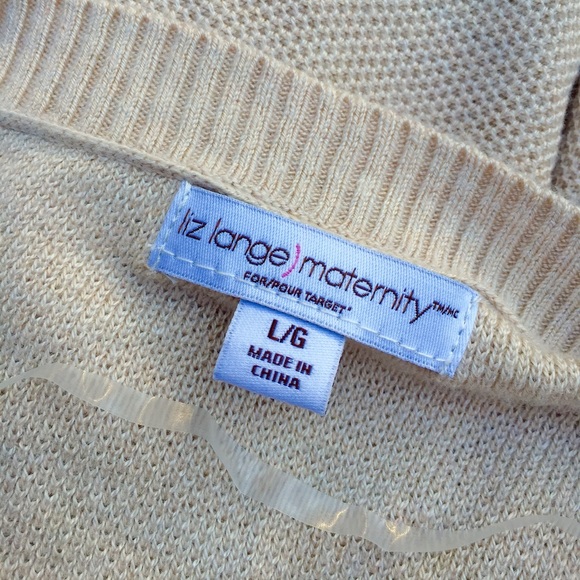 liz lange) maternity™/MC
FOR/POUR TARGET*
L/G
MADE IN
CHINA